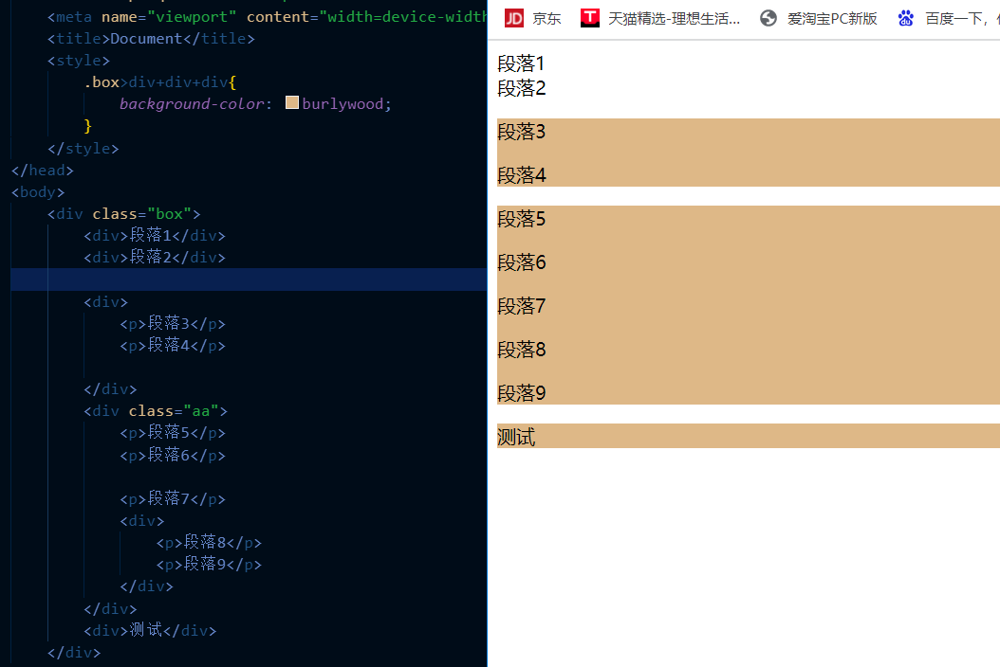 <meta name="viewport" content="width=device-width
<title>Document</title>
<style>
.box>div+div+div{
background-color: burlywood;
}
</style>
</head>
<body>
<div class="box">
<div>段落1</div>
<div>段落2</div>
<div>
<p>段落3</p>
<p>段落4</p>
</div>
<div class="aa">
<p>段落5</p>
<p>段落6</p>
<p>段落7</p>
<div>
<p>段落8</p>
<p>段落9</p>
</div>
</div>
<div>测试</div>
</div>
JD 京东 T 天猫精选-理想生活... 爱淘宝PC新版 百度一下，
段落1
段落2
段落3
段落4
段落5
段落6
段落7
段落8
段落9
测试